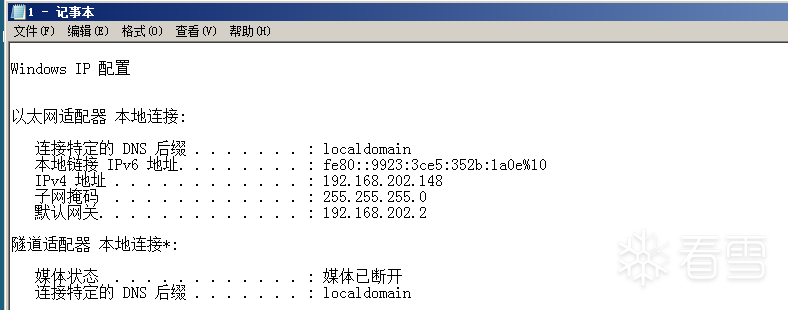 1 - 记事本
文件(F) 编辑(E) 格式(O) 查看(V) 帮助(H)
Windows IP 配置
以太网适配器 本地连接:
连接特定的 DNS 后缀 . . . . . . . : localdomain
本地链接 IPv6 地址. . . . . . . . : fe80::9923:3ce5:352b:1a0e%10
IPv4 地址 . . . . . . . . . . . . : 192.168.202.148
子网掩码 . . . . . . . . . . . . : 255.255.255.0
默认网关. . . . . . . . . . . . . : 192.168.202.2
隧道适配器 本地连接*:
媒体状态 . . . . . . . . . . . . : 媒体已断开
连接特定的 DNS 后缀 . . . . . . . : localdomain
看雪